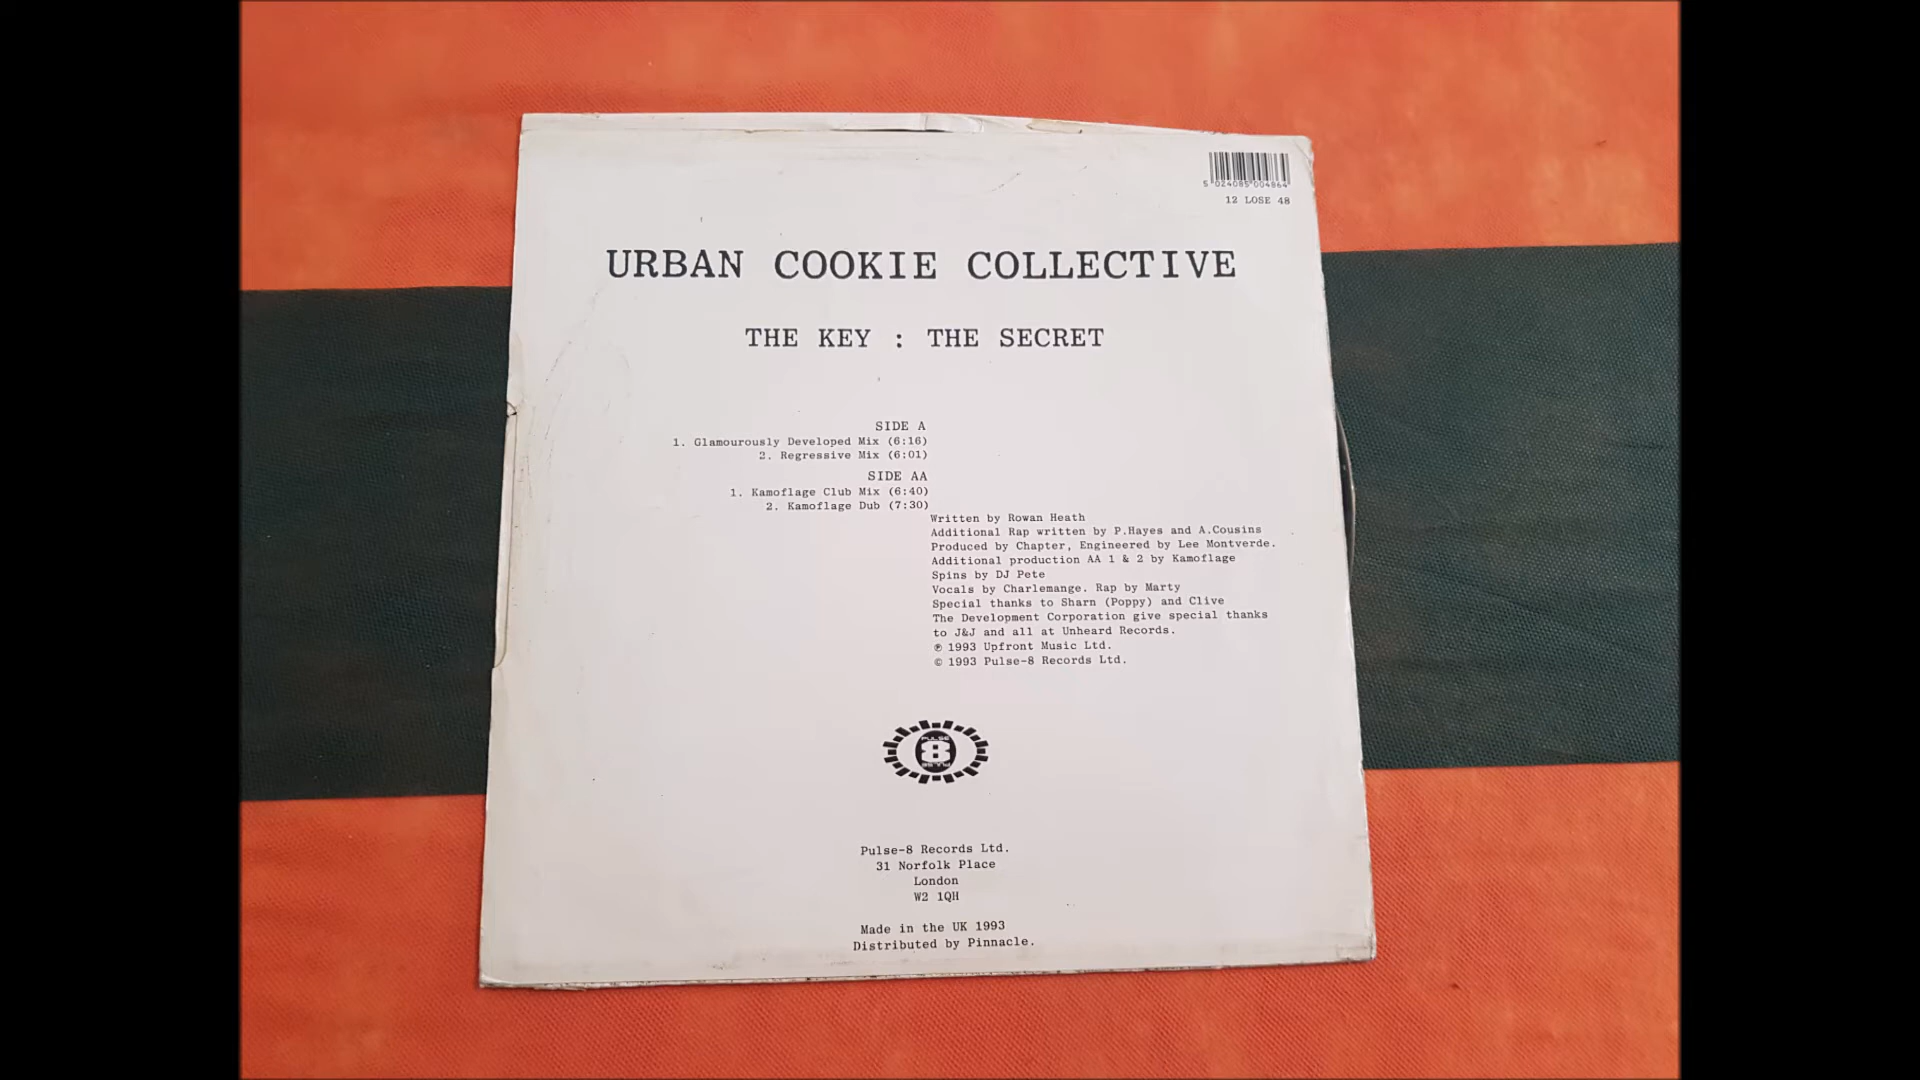 5 024085 004864
12 LOSE 48
URBAN COOKIE COLLECTIVE
THE KEY : THE SECRET
SIDE A
1. Glamourously Developed Mix (6:16)
2. Regressive Mix (6:01)
SIDE AA
1. Kamoflage Club Mix (6:40)
2. Kamoflage Dub (7:30)
Written by Rowan Heath
Additional Rap written by P.Hayes and A.Cousins
Produced by Chapter, Engineered by Lee Montverde.
Additional production AA 1 & 2 by Kamoflage
Spins by DJ Pete
Vocals by Charlemange. Rap by Marty
Special thanks to Sharn (Poppy) and Clive
The Development Corporation give special thanks
to J&J and all at Unheard Records.
℗ 1993 Upfront Music Ltd.
© 1993 Pulse-8 Records Ltd.
PULSE
8
PULSE
Pulse-8 Records Ltd.
31 Norfolk Place
London
W2 1QH
Made in the UK 1993
Distributed by Pinnacle.